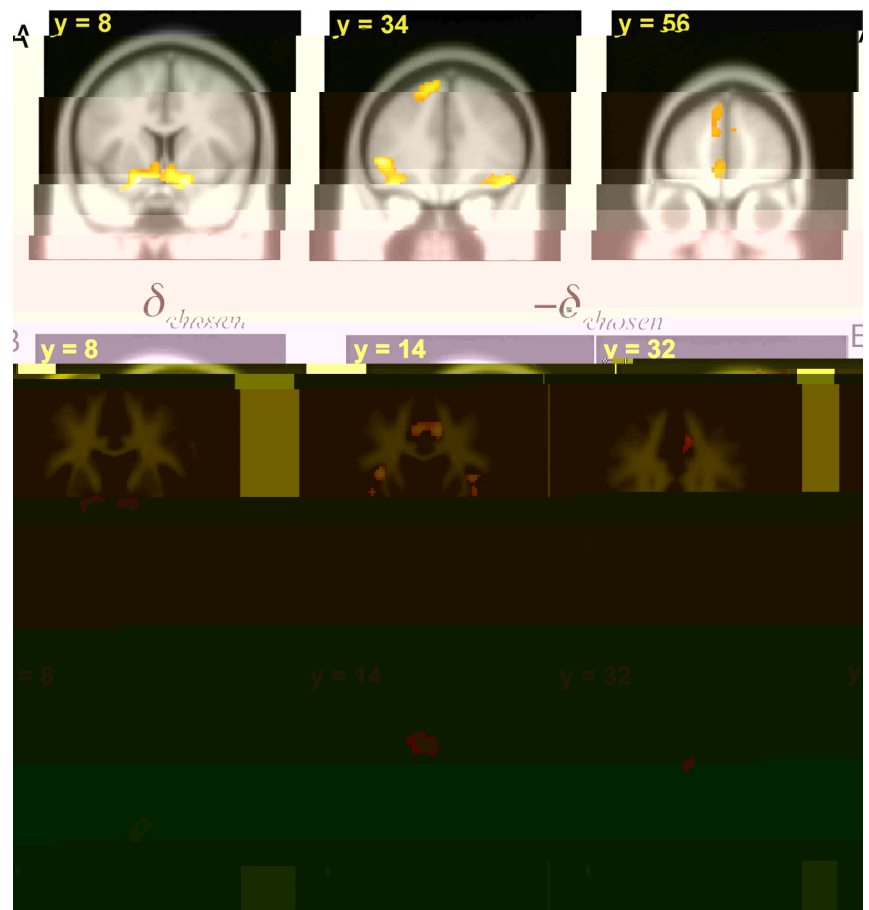 A
y = 8 y = 34 y = 56
δchosen −δchosen
y = 8 y = 14 y = 32
= 8 y = 14 y = 32 y